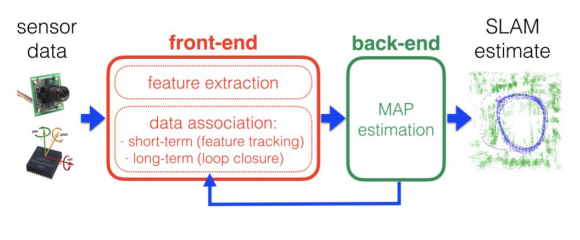 sensor
data
front-end
feature extraction
data association:
- short-term (feature tracking)
- long-term (loop closure)
back-end
MAP
estimation
SLAM
estimate